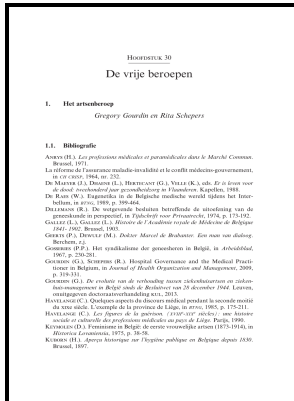 Hoofdstuk 30
De vrije beroepen
1. Het artsenberoep
Gregory Gourdin en Rita Schepers
1.1. Bibliografie
Anrys (H.). Les professions médicales et paramédicales dans le Marché Commun.
Brussel, 1971.
La réforme de l'assurance maladie-invalidité et le conflit médecins-gouvernement,
in CH CRISP, 1964, nr. 232.
De Maeyer (J.), Dhaene (L.), Hertecant (G.), Velle (K.), eds. Er is leven voor
de dood: tweehonderd jaar gezondheidszorg in Vlaanderen. Kapellen, 1988.
De Raes (W.). Eugenetika in de Belgische medische wereld tijdens het Inter-
bellum, in BTNG, 1989, p. 399-464.
Dillemans (R.). De wetgevende besluiten betreffende de uitoefening van de
geneeskunde in perspectief, in Tijdschrift voor Privaatrecht, 1974, p. 173-192.
Gallez (L.), Gallez (L.). Histoire de l'Académie royale de Médecine de Belgique
1841-1902. Brussel, 1903.
Geerts (P.), Dewulf (M.). Dokter Marcel de Brabanter. Een man van dialoog.
Berchem, z.j.
Gosseries (P.P.). Het syndikalisme der geneesheren in België, in Arbeidsblad,
1967, p. 230-281.
Gourdin (G.), Schepers (R.). Hospital Governance and the Medical Practi-
tioner in Belgium, in Journal of Health Organization and Management, 2009,
p. 319-331.
Gourdin (G.). De evolutie van de verhouding tussen ziekenhuisartsen en zieken-
huis-management in België sinds de Besluitwet van 28 december 1944. Leuven,
onuitgegeven doctoraatsverhandeling KUL, 2013.
Havelange (C.). Quelques aspects du discours médical pendant la seconde moitié
du XIXe siècle. L'exemple de la province de Liège, in BTNG, 1985, p. 175-211.
Havelange (C.). Les figures de la guérison, (XVIIIe-XIXe siècles): une histoire
sociale et culturelle des professions médicales au pays de Liège. Parijs, 1990.
Keymolen (D.). Feminisme in België: de eerste vrouwelijke artsen (1873-1914), in
Historica Lovaniensia, 1975, p. 38-58.
Kuborn (H.). Aperçu historique sur l'hygiène publique en Belgique depuis 1830.
Brussel, 1897.